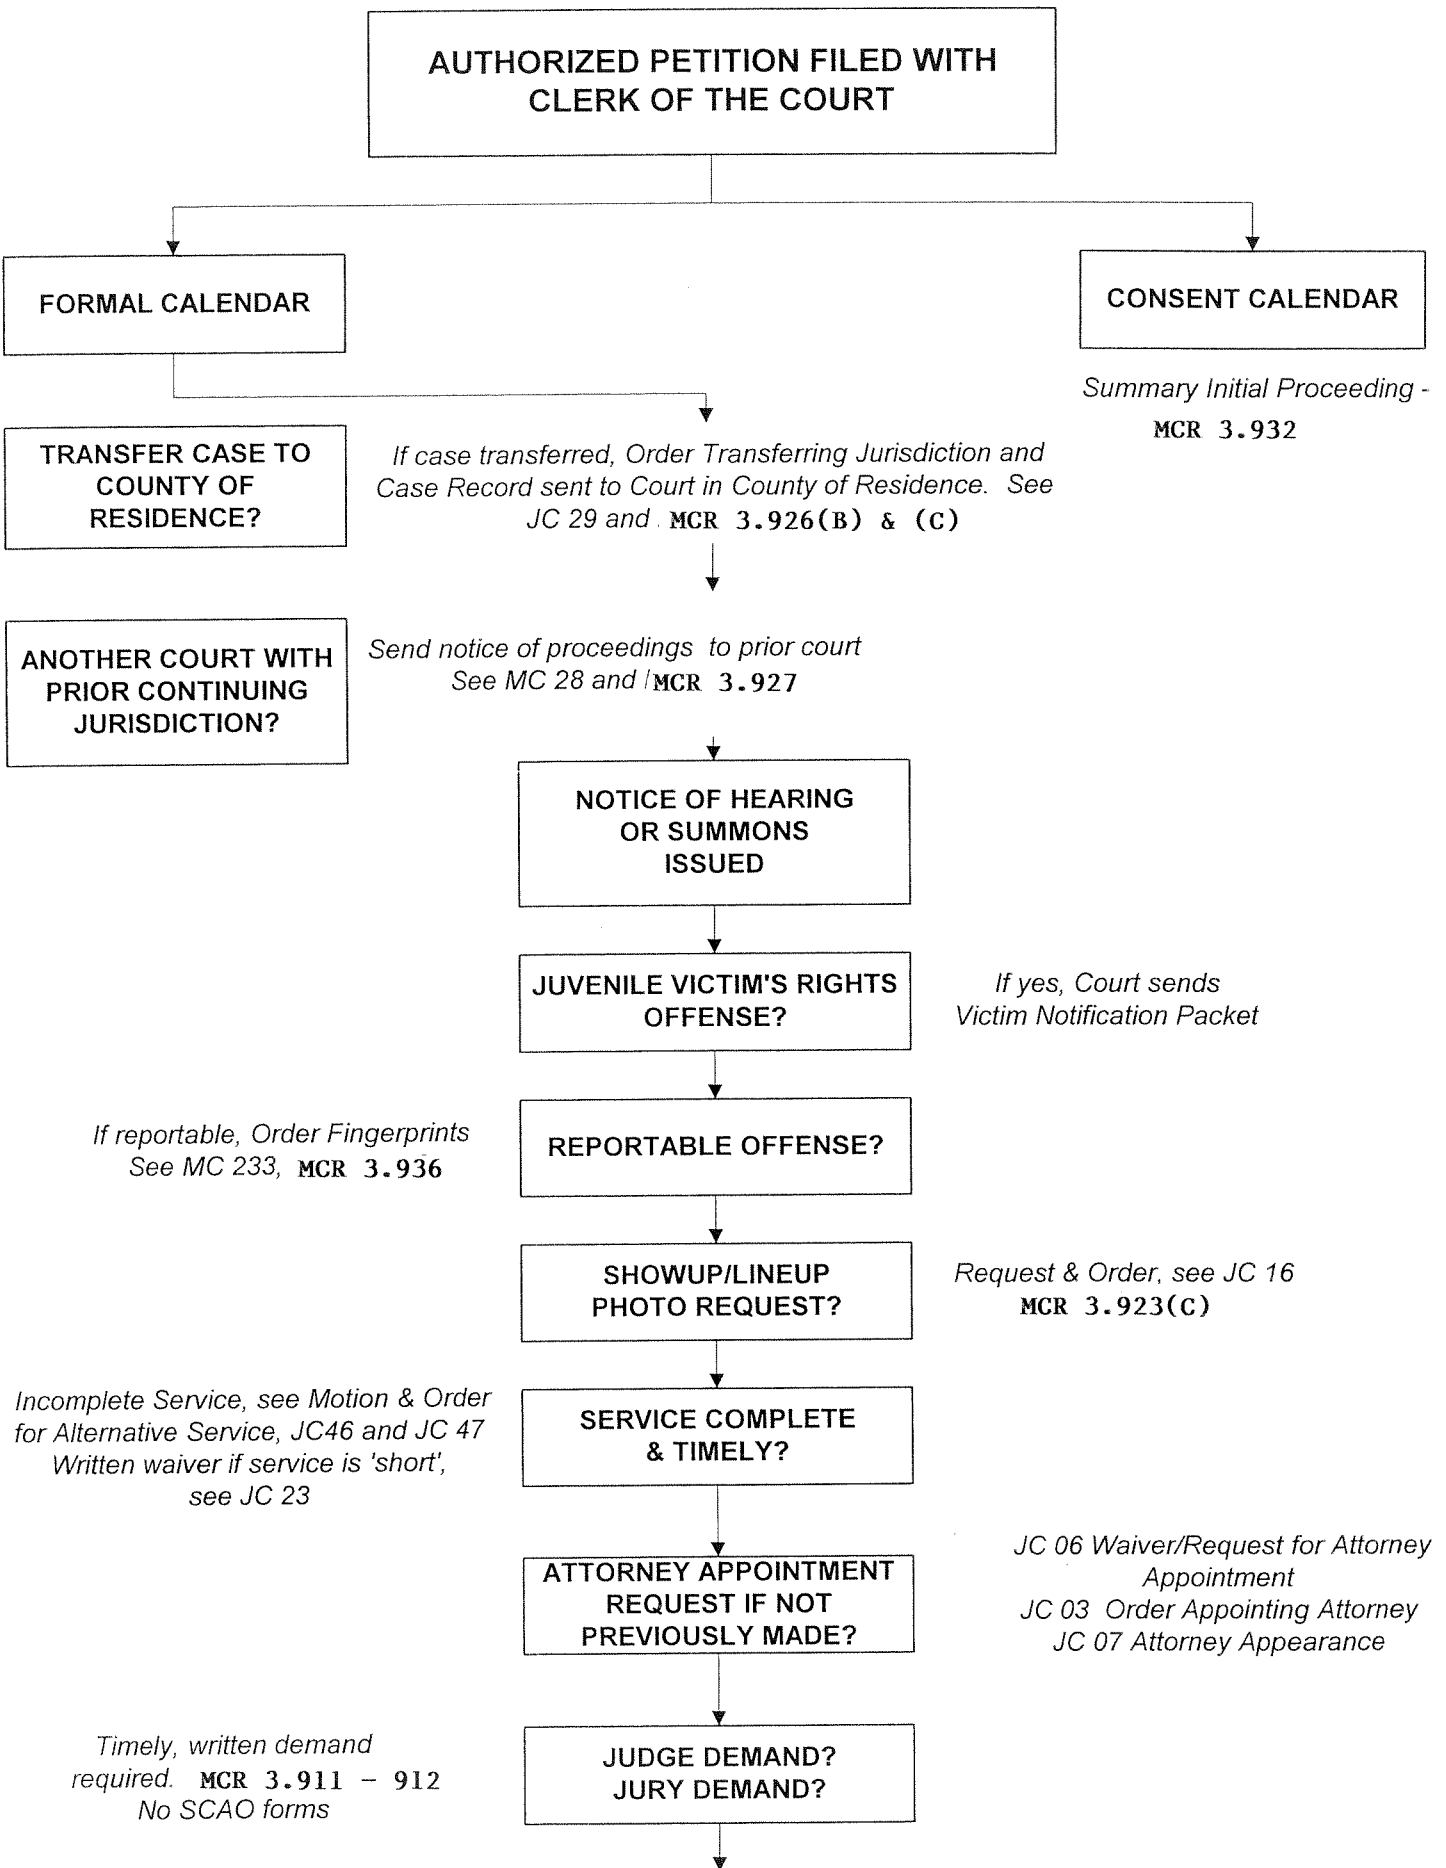 AUTHORIZED PETITION FILED WITH
CLERK OF THE COURT
FORMAL CALENDAR
CONSENT CALENDAR
Summary Initial Proceeding -
MCR 3.932
TRANSFER CASE TO
COUNTY OF
RESIDENCE?
If case transferred, Order Transferring Jurisdiction and
Case Record sent to Court in County of Residence. See
JC 29 and MCR 3.926(B) & (C)
ANOTHER COURT WITH
PRIOR CONTINUING
JURISDICTION?
Send notice of proceedings to prior court
See MC 28 and MCR 3.927
NOTICE OF HEARING
OR SUMMONS
ISSUED
JUVENILE VICTIM'S RIGHTS
OFFENSE?
If yes, Court sends
Victim Notification Packet
If reportable, Order Fingerprints
See MC 233, MCR 3.936
REPORTABLE OFFENSE?
SHOWUP/LINEUP
PHOTO REQUEST?
Request & Order, see JC 16
MCR 3.923(C)
Incomplete Service, see Motion & Order
for Alternative Service, JC46 and JC 47
Written waiver if service is 'short',
see JC 23
SERVICE COMPLETE
& TIMELY?
ATTORNEY APPOINTMENT
REQUEST IF NOT
PREVIOUSLY MADE?
JC 06 Waiver/Request for Attorney
Appointment
JC 03 Order Appointing Attorney
JC 07 Attorney Appearance
Timely, written demand
required. MCR 3.911 - 912
No SCAO forms
JUDGE DEMAND?
JURY DEMAND?